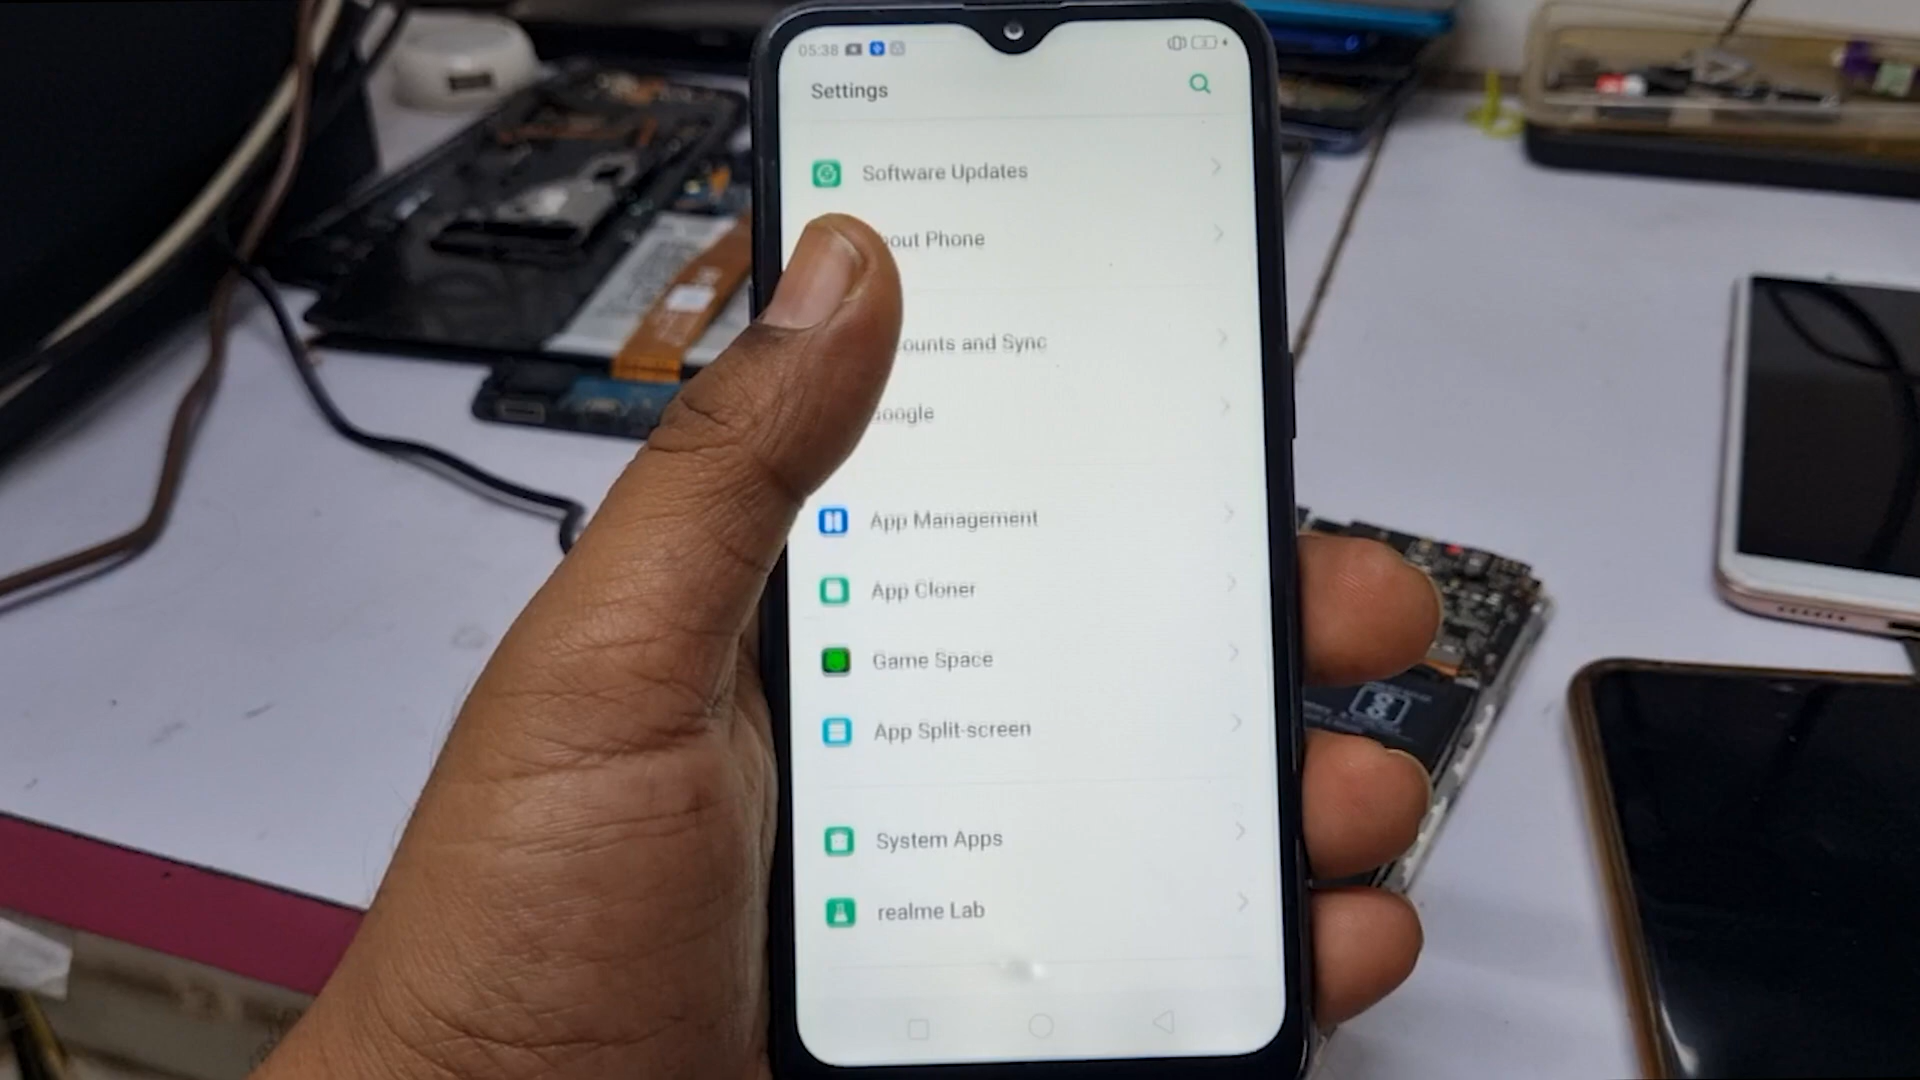 05:38
Settings
Software Updates
bout Phone
ounts and Sync
oogle
App Management
App Cloner
Game Space
App Split-screen
System Apps
realme Lab